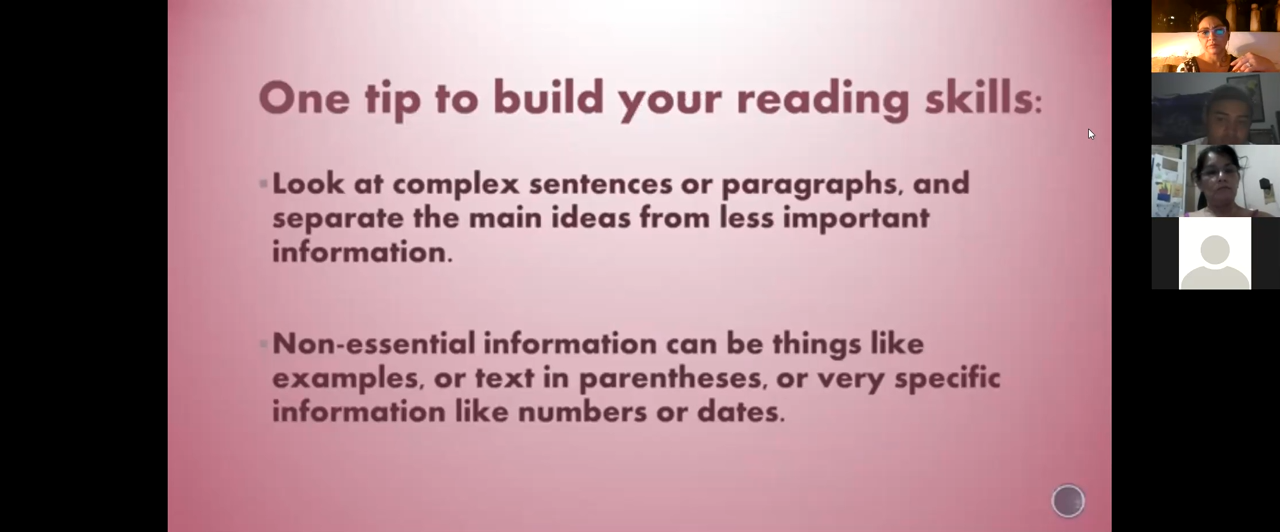 One tip to build your reading skills:
Look at complex sentences or paragraphs, and
separate the main ideas from less important
information.
Non-essential information can be things like
examples, or text in parentheses, or very specific
information like numbers or dates.